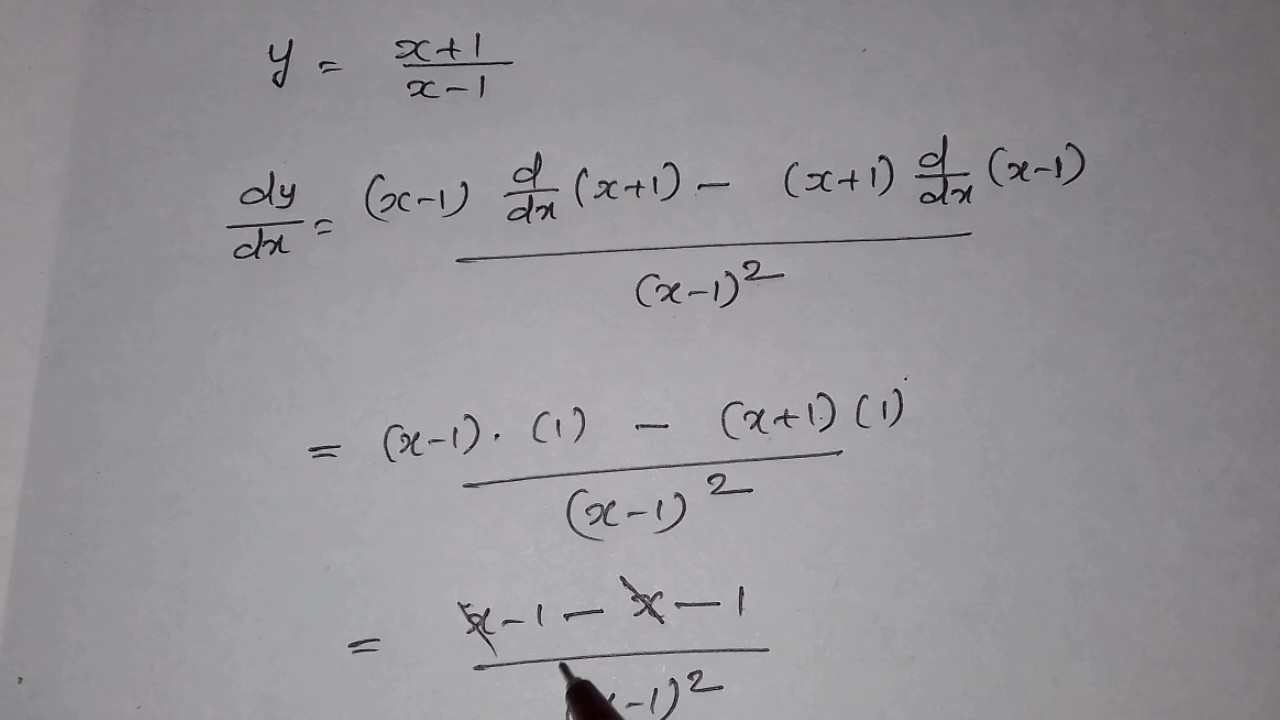 y = x+1 / x-1
dy/dx = (x-1) d/dx (x+1) - (x+1) d/dx (x-1) / (x-1)²
= (x-1) . (1) - (x+1) (1) / (x-1)²
= x-1-x-1 / -1)²